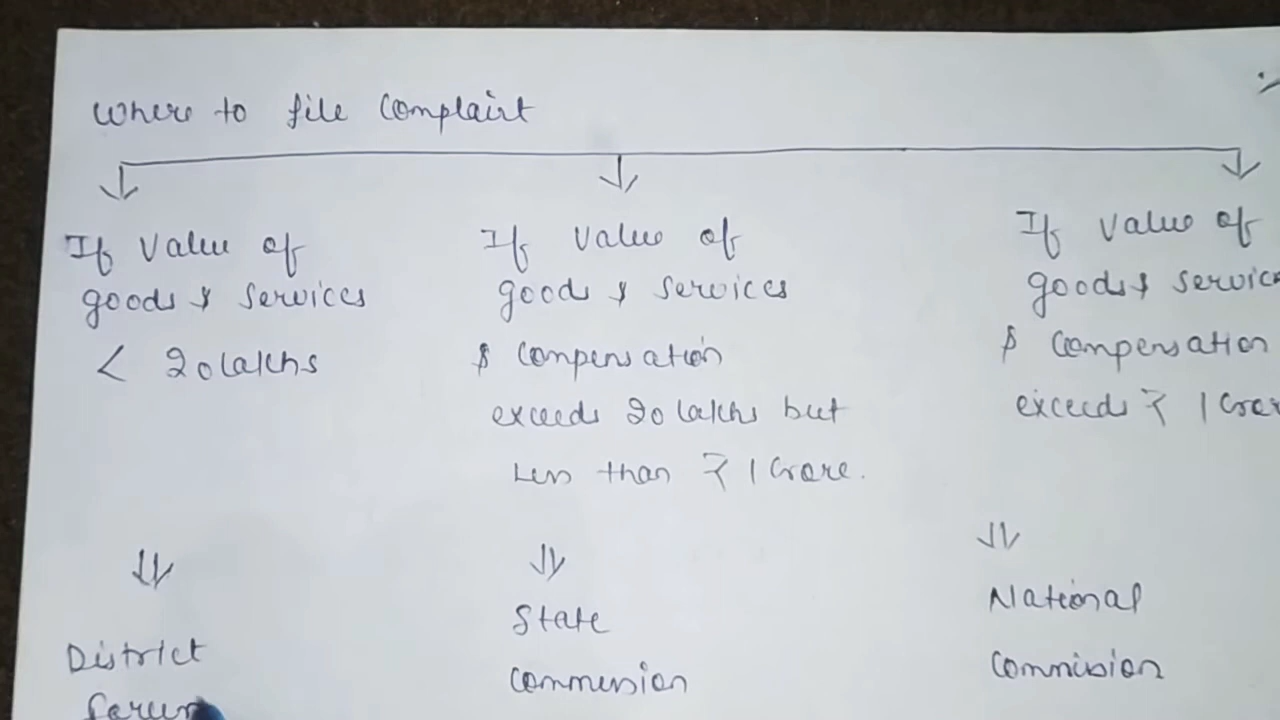 Where to file Complaint
If Value of
goods & Services
< 20 lakhs
District
Forum
If Value of
goods & Services
& Compensation
exceeds 20 lakhs but
Less than ₹ 1 Crore.
State
Commission
If Value of
goods & Servic
& Compensation
exceeds ₹ 1 Cror
National
Commission